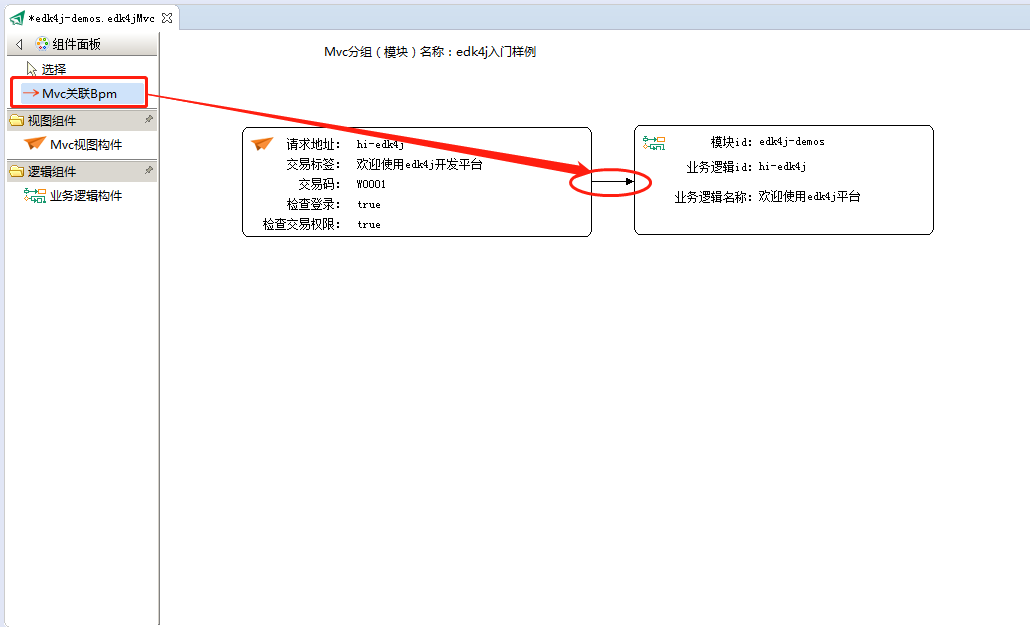 *edk4j-demos.edk4jMvc
组件面板
选择
Mvc关联Bpm
视图组件
Mvc视图构件
逻辑组件
业务逻辑构件
Mvc分组（模块）名称：edk4j入门样例
请求地址： hi-edk4j
交易标签： 欢迎使用edk4j开发平台
交易码： W0001
检查登录： true
检查交易权限： true
模块id: edk4j-demos
业务逻辑id: hi-edk4j
业务逻辑名称: 欢迎使用edk4j平台